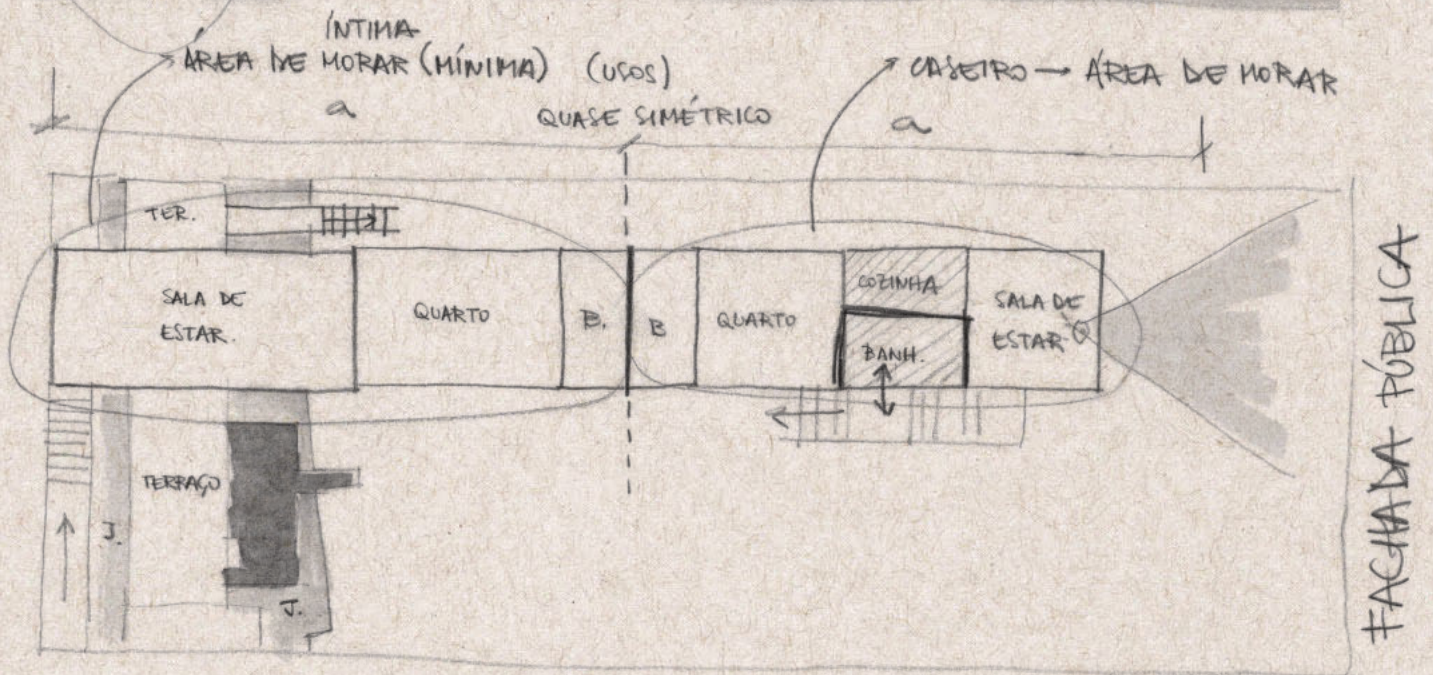 ÍNTIMA
ÁREA DE MORAR (MÍNIMA) (USOS)
CASEIRO → ÁREA DE MORAR
a
QUASE SIMÉTRICO
a
TER.
SALA DE
ESTAR.
QUARTO
B.
B
QUARTO
COZINHA
BANH.
SALA DE
ESTAR
TERRAÇO
J.
J.
FACHADA PÚBLICA